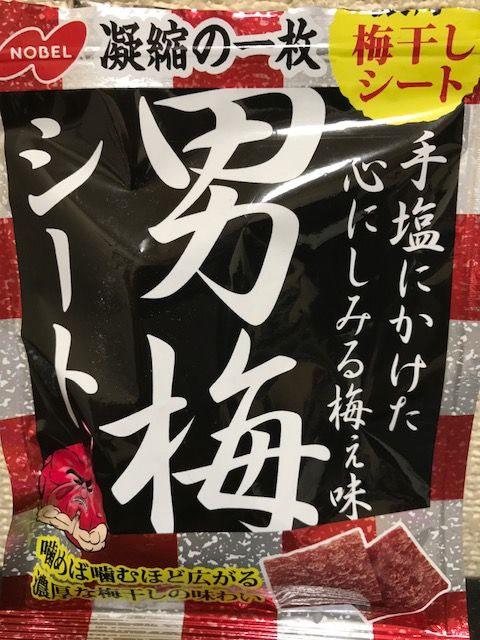 NOBEL
凝縮の一枚
梅干し
シート
男梅
シート
手塩にかけた
心にしみる梅ぇ味
噛めば噛むほど広がる
濃厚な梅干しの味わい